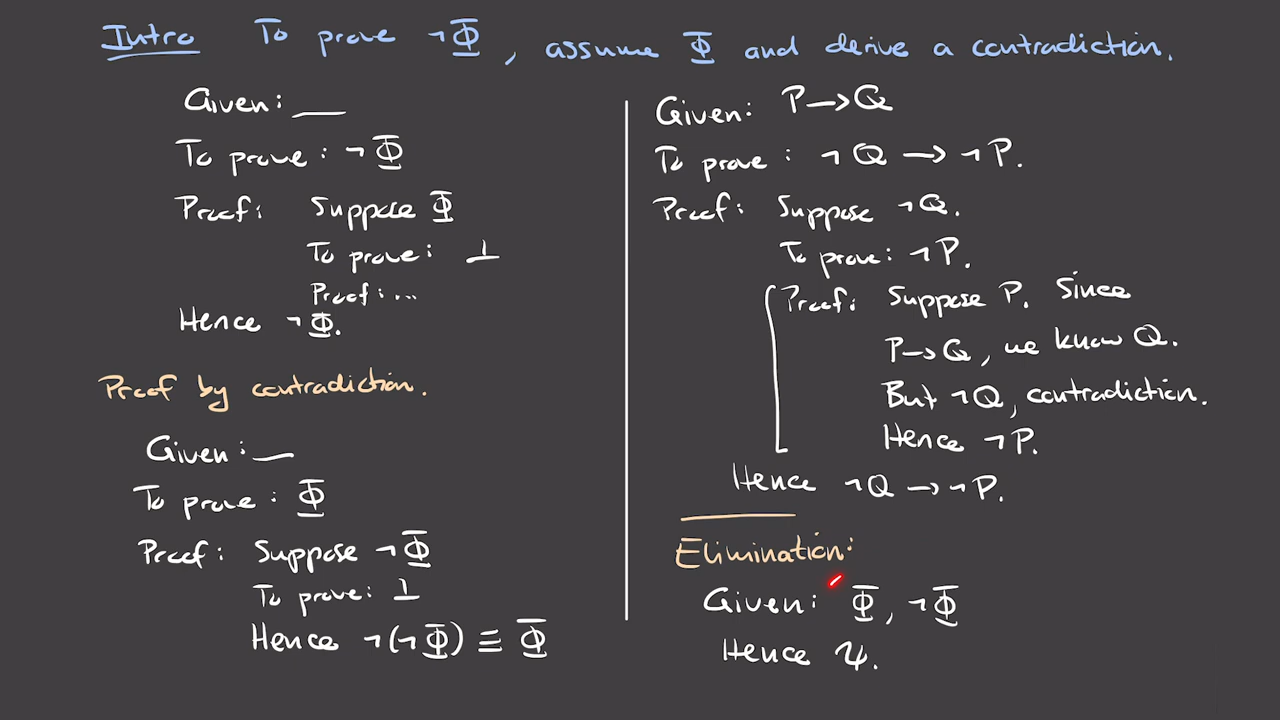 Intro To prove ¬Φ, assume Φ and derive a contradiction.
Given: __
To prove: ¬Φ
Proof: Suppose Φ
To prove: ⊥
Proof: ...
Hence ¬Φ.
Proof by contradiction.
Given: __
To prove: Φ
Proof: Suppose ¬Φ
To prove: ⊥
Hence ¬(¬Φ) ≡ Φ
Given: P→Q
To prove: ¬Q → ¬P.
Proof: Suppose ¬Q.
To prove: ¬P.
Proof: Suppose P. Since
P→Q, we know Q.
But ¬Q, contradiction.
Hence ¬P.
Hence ¬Q → ¬P.
Elimination:
Given: Φ, ¬Φ
Hence ψ.